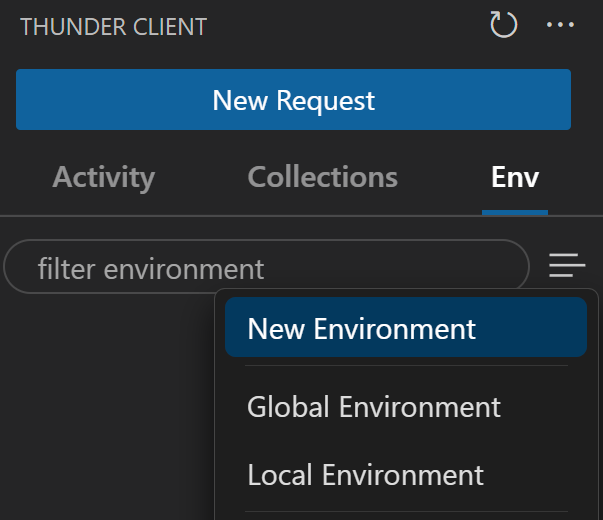 THUNDER CLIENT
New Request
Activity Collections Env
filter environment
New Environment
Global Environment
Local Environment